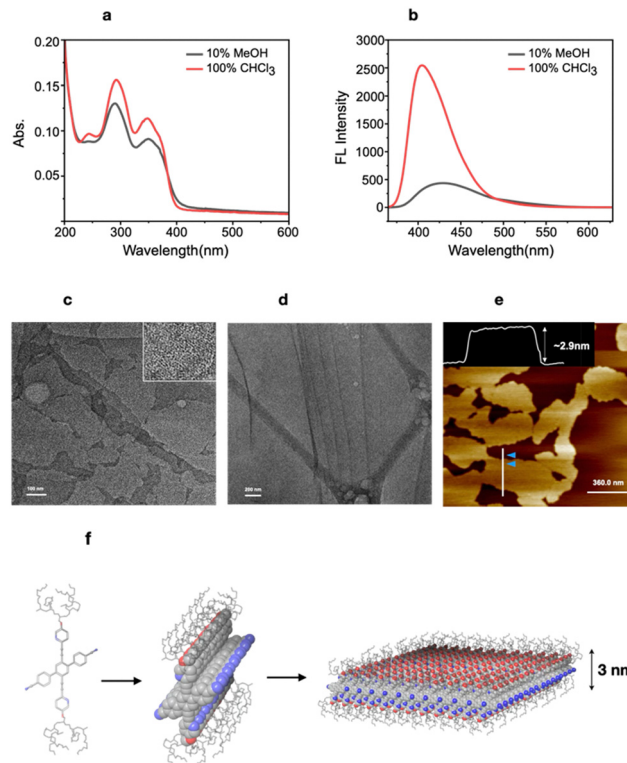 a
0.20
0.15
0.10
0.05
Abs.
10% MeOH
100% CHCl3
200
300
400
500
600
Wavelength(nm)
b
3000
2500
2000
1500
1000
500
0
FL Intensity
10% MeOH
100% CHCl3
400
450
500
550
600
Wavelength(nm)
c
100 nm
d
200 nm
e
~2.9nm
360.0 nm
f
3 nm